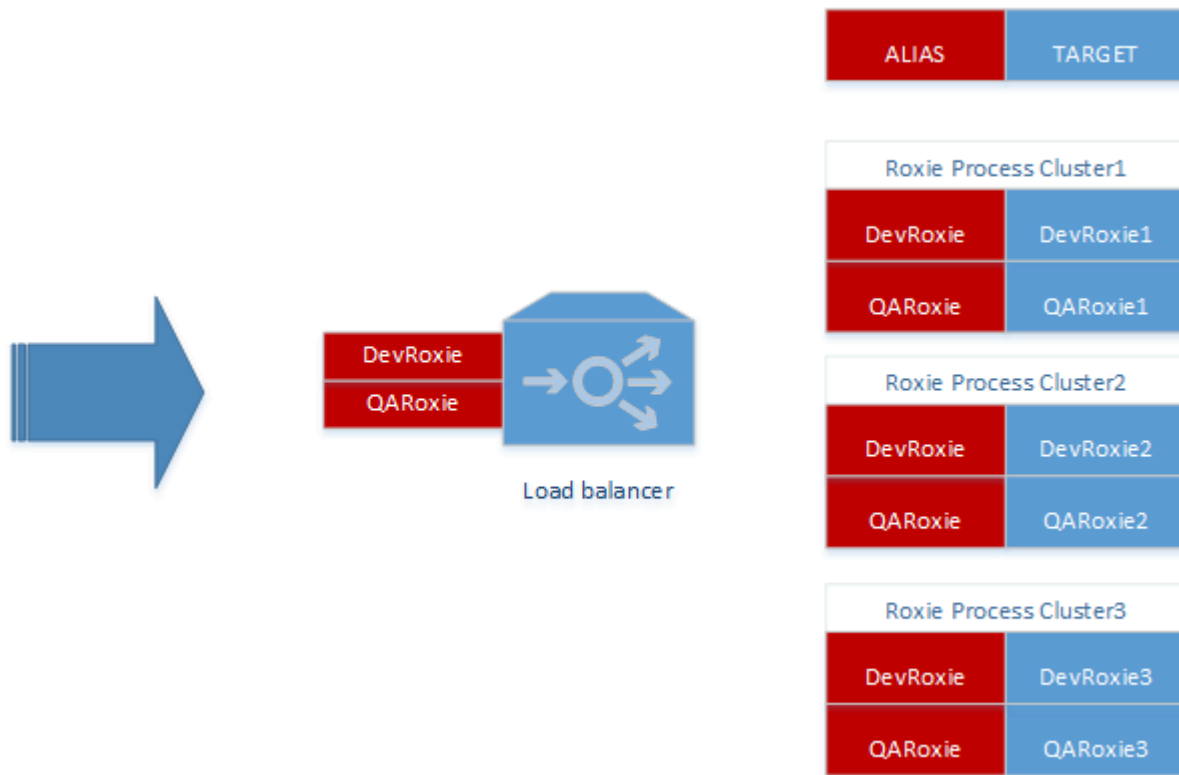 ALIAS TARGET
Roxie Process Cluster1
DevRoxie DevRoxie1
QARoxie QARoxie1
DevRoxie
QARoxie
Load balancer
Roxie Process Cluster2
DevRoxie DevRoxie2
QARoxie QARoxie2
Roxie Process Cluster3
DevRoxie DevRoxie3
QARoxie QARoxie3